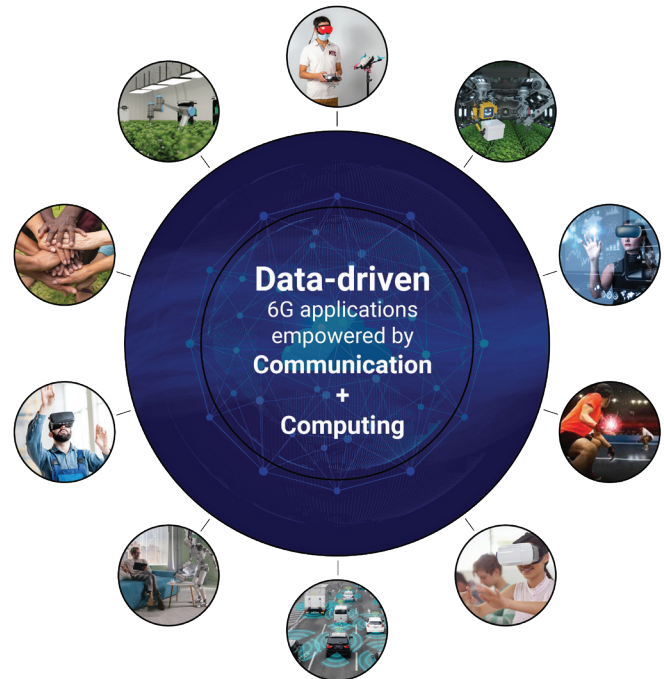 Data-driven
6G applications
empowered by
Communication
+
Computing